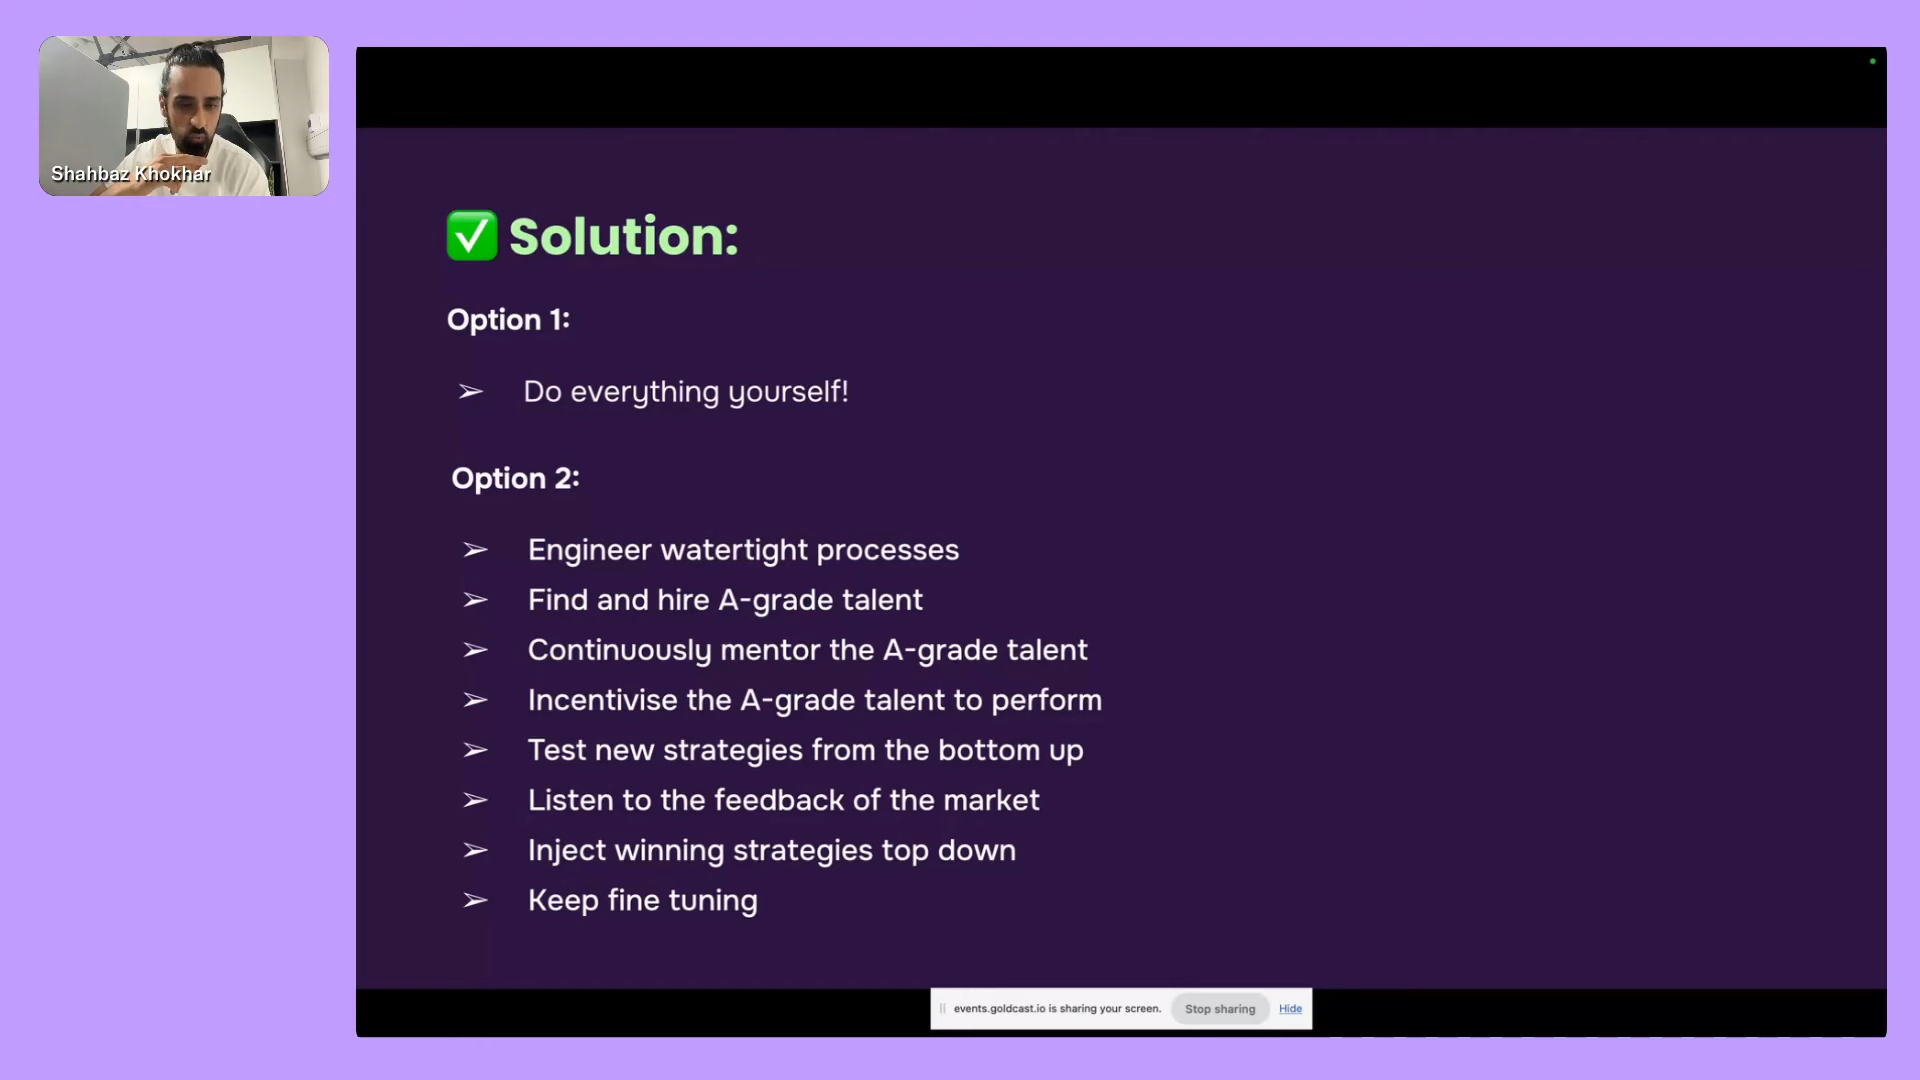 Shahbaz Khokhar
✅ Solution:
Option 1:
➢ Do everything yourself!
Option 2:
➢ Engineer watertight processes
➢ Find and hire A-grade talent
➢ Continuously mentor the A-grade talent
➢ Incentivise the A-grade talent to perform
➢ Test new strategies from the bottom up
➢ Listen to the feedback of the market
➢ Inject winning strategies top down
➢ Keep fine tuning
events.goldcast.io is sharing your screen. Stop sharing Hide